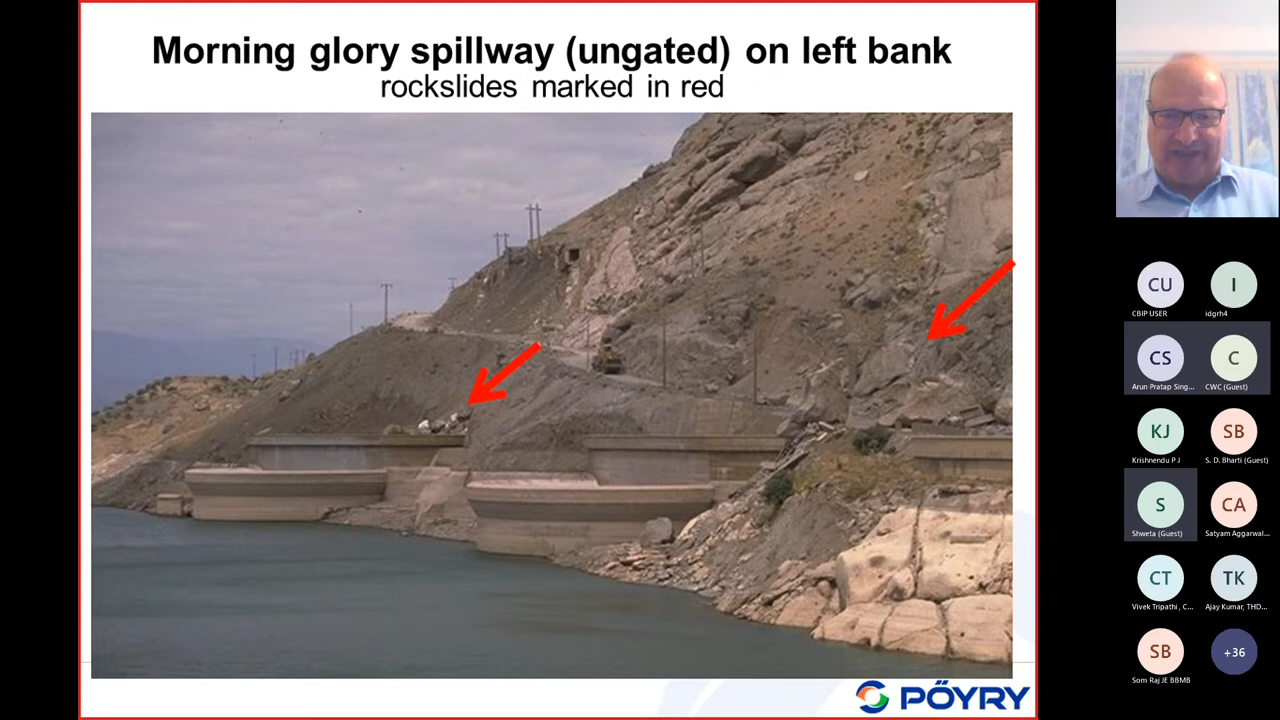 Morning glory spillway (ungated) on left bank
rockslides marked in red
PÖYRY
CU
CBIP USER
I
idgrh4
CS
Arun Pratap Sing...
C
CWC (Guest)
KJ
Krishnendu P J
SB
S. D. Bharti (Guest)
S
Shweta (Guest)
CA
Satyam Aggarwal...
CT
Vivek Tripathi , C...
TK
Ajay Kumar, THD...
SB
Som Raj JE BBMB
+36